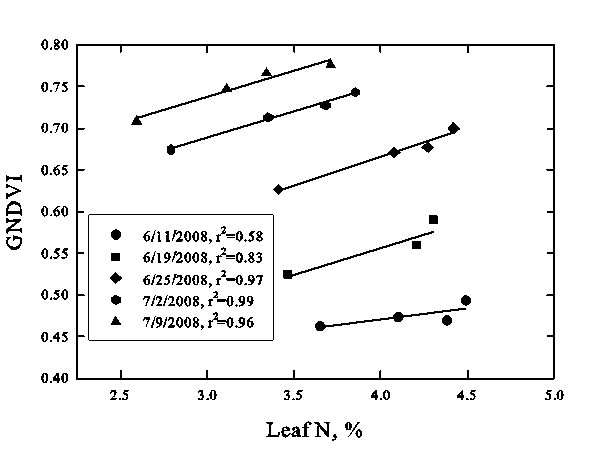 0.80
0.75
0.70
0.65
0.60
0.55
0.50
0.45
0.40
GNDVI
6/11/2008, r²=0.58
6/19/2008, r²=0.83
6/25/2008, r²=0.97
7/2/2008, r²=0.99
7/9/2008, r²=0.96
2.5 3.0 3.5 4.0 4.5 5.0
Leaf N, %